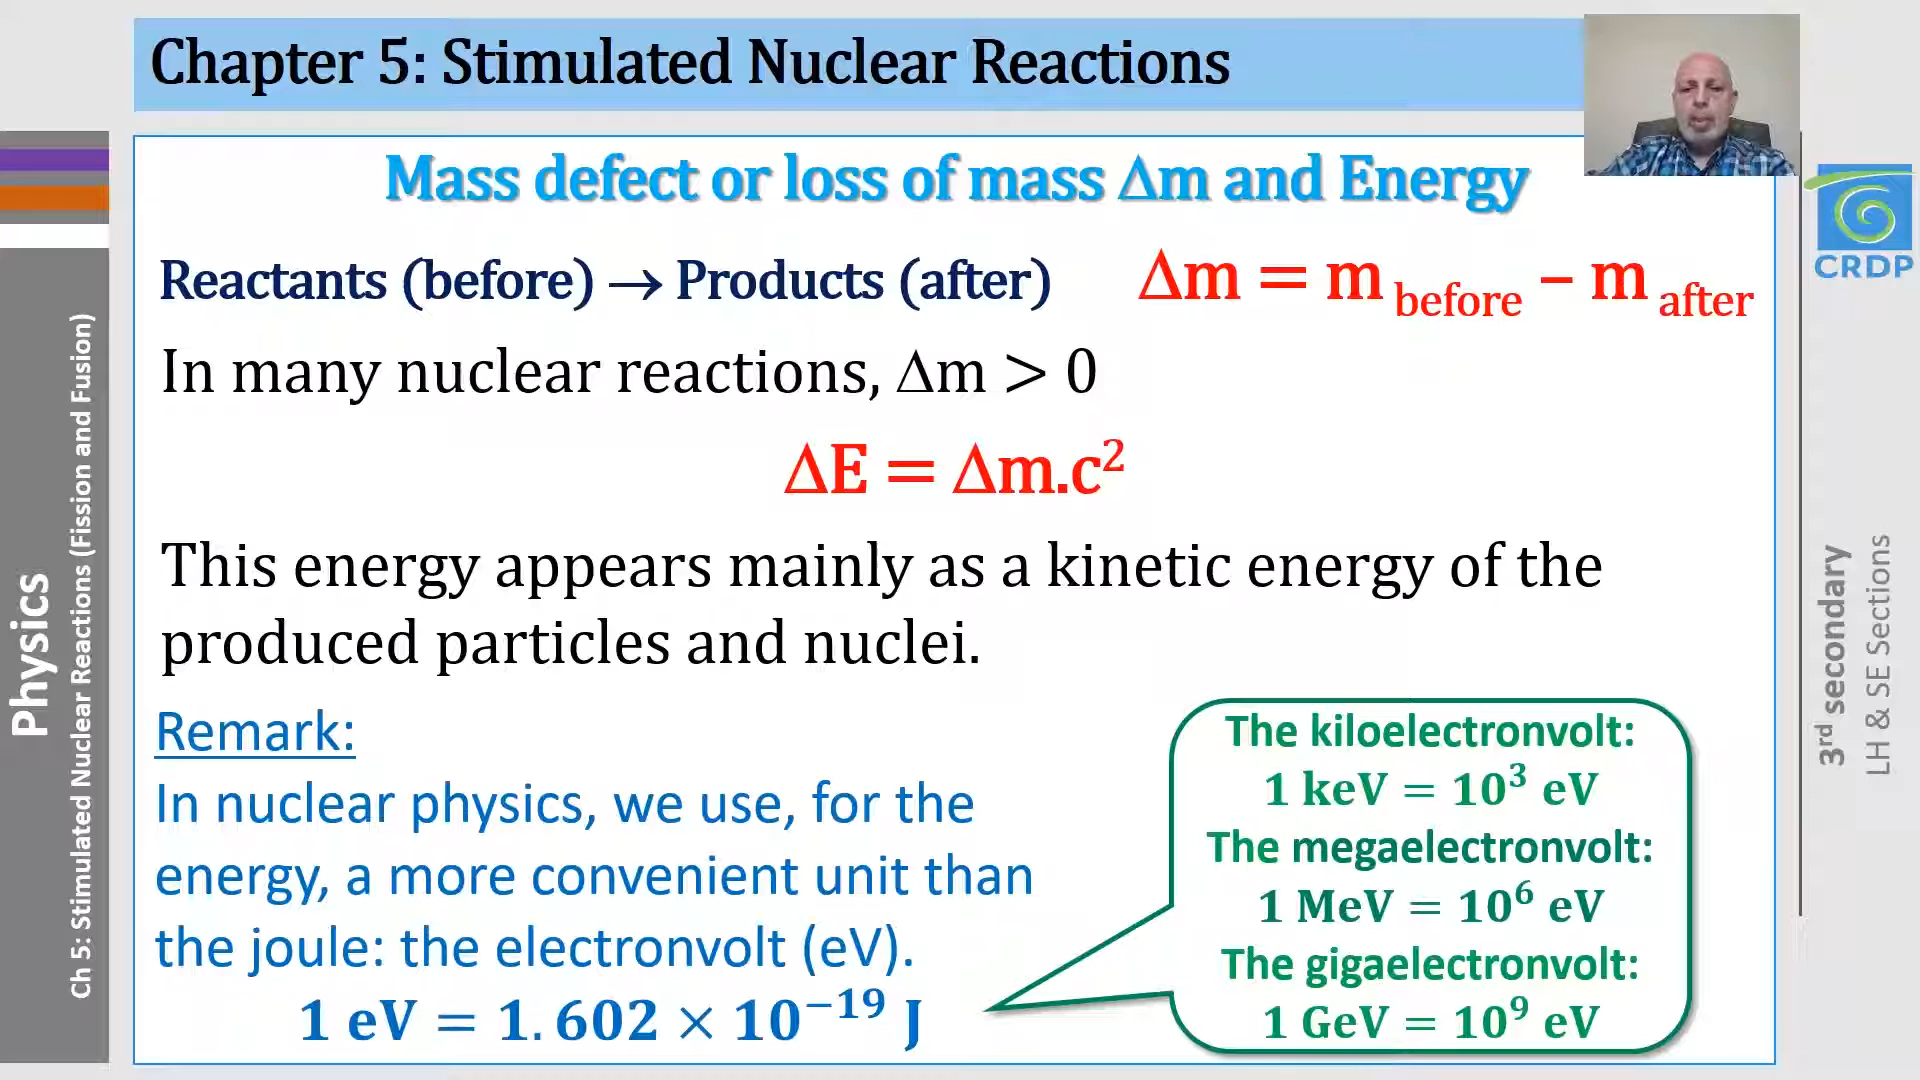 Chapter 5: Stimulated Nuclear Reactions
Mass defect or loss of mass Δm and Energy
Reactants (before) → Products (after)
Δm = m before – m after
In many nuclear reactions, Δm > 0
ΔE = Δm.c²
This energy appears mainly as a kinetic energy of the
produced particles and nuclei.
Remark:
In nuclear physics, we use, for the
energy, a more convenient unit than
the joule: the electronvolt (eV).
1 eV = 1.602 × 10⁻¹⁹ J
The kiloelectronvolt:
1 keV = 10³ eV
The megaelectronvolt:
1 MeV = 10⁶ eV
The gigaelectronvolt:
1 GeV = 10⁹ eV
Physics
Ch 5: Stimulated Nuclear Reactions (Fission and Fusion)
CRDP
3rd secondary
LH & SE Sections